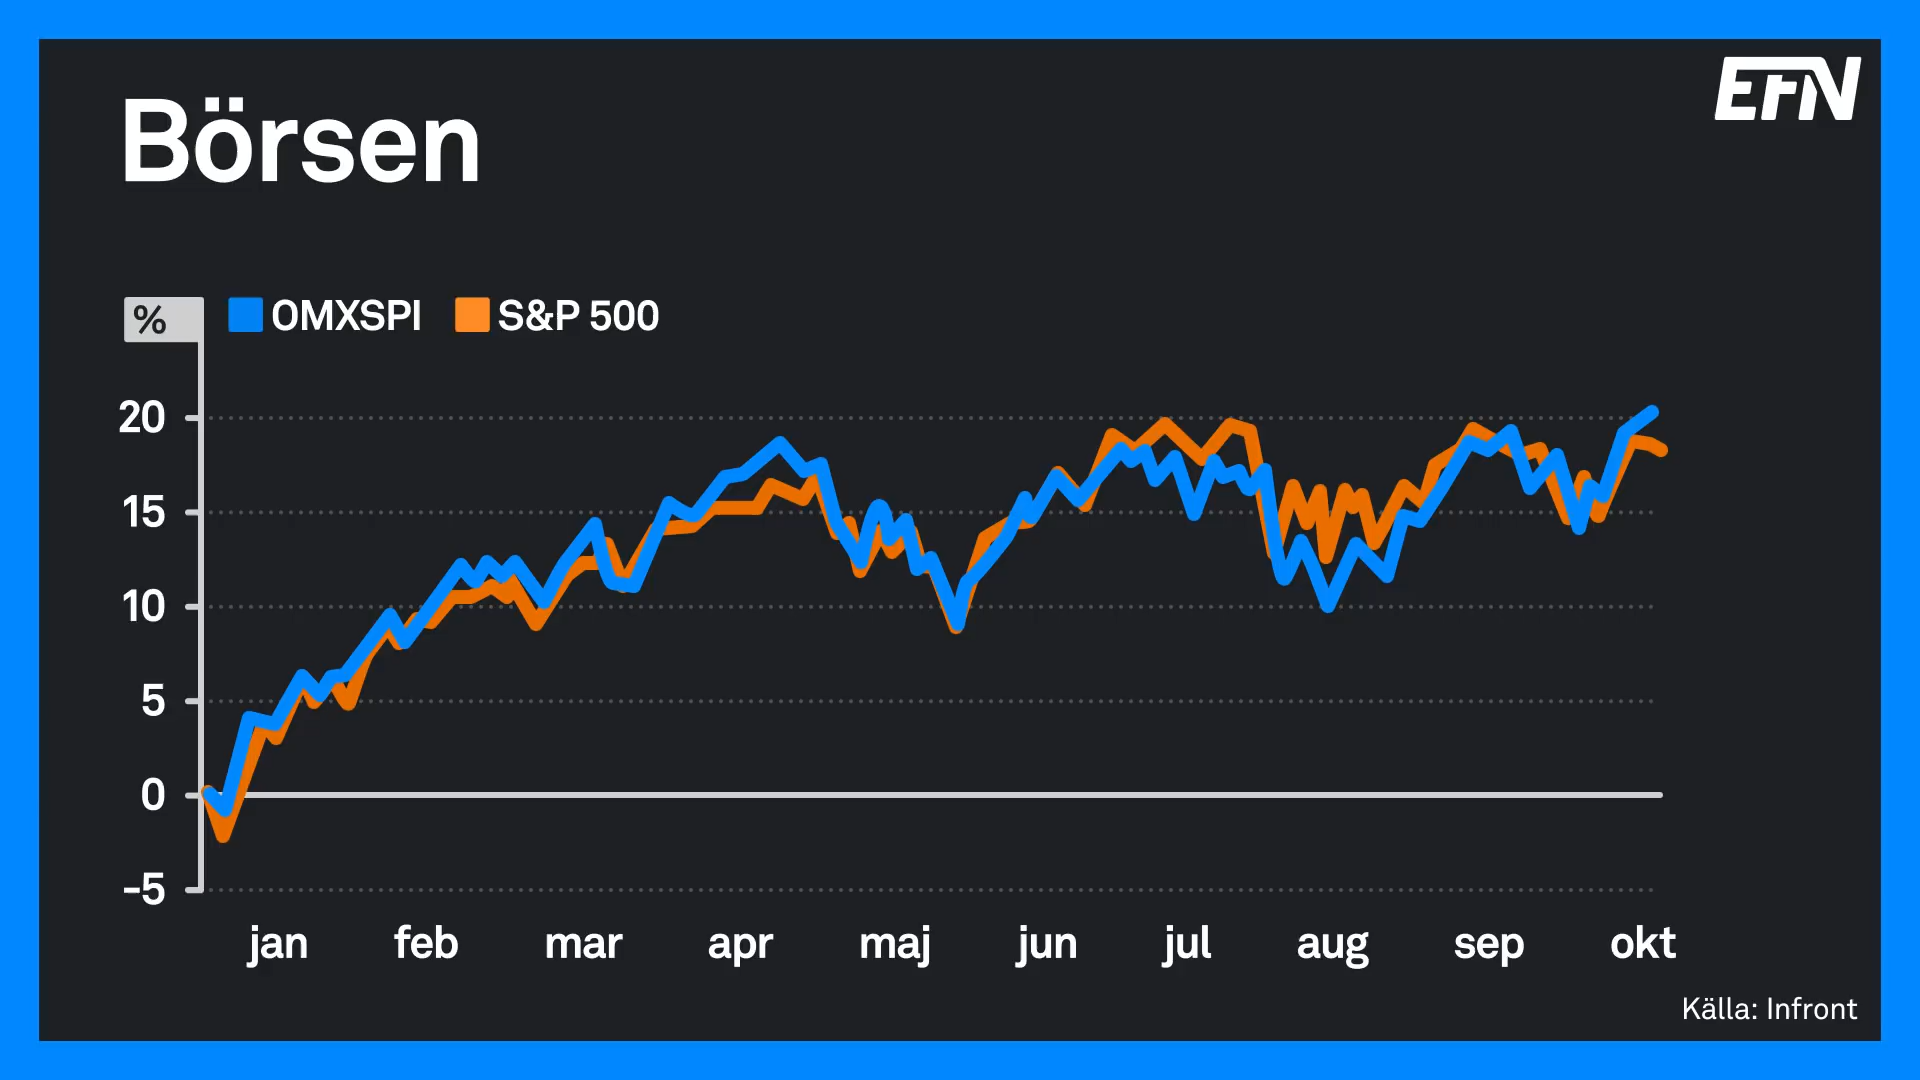 EFN
Börsen
% OMXSPI S&P 500
20
15
10
5
0
-5
jan feb mar apr maj jun jul aug sep okt
Källa: Infront